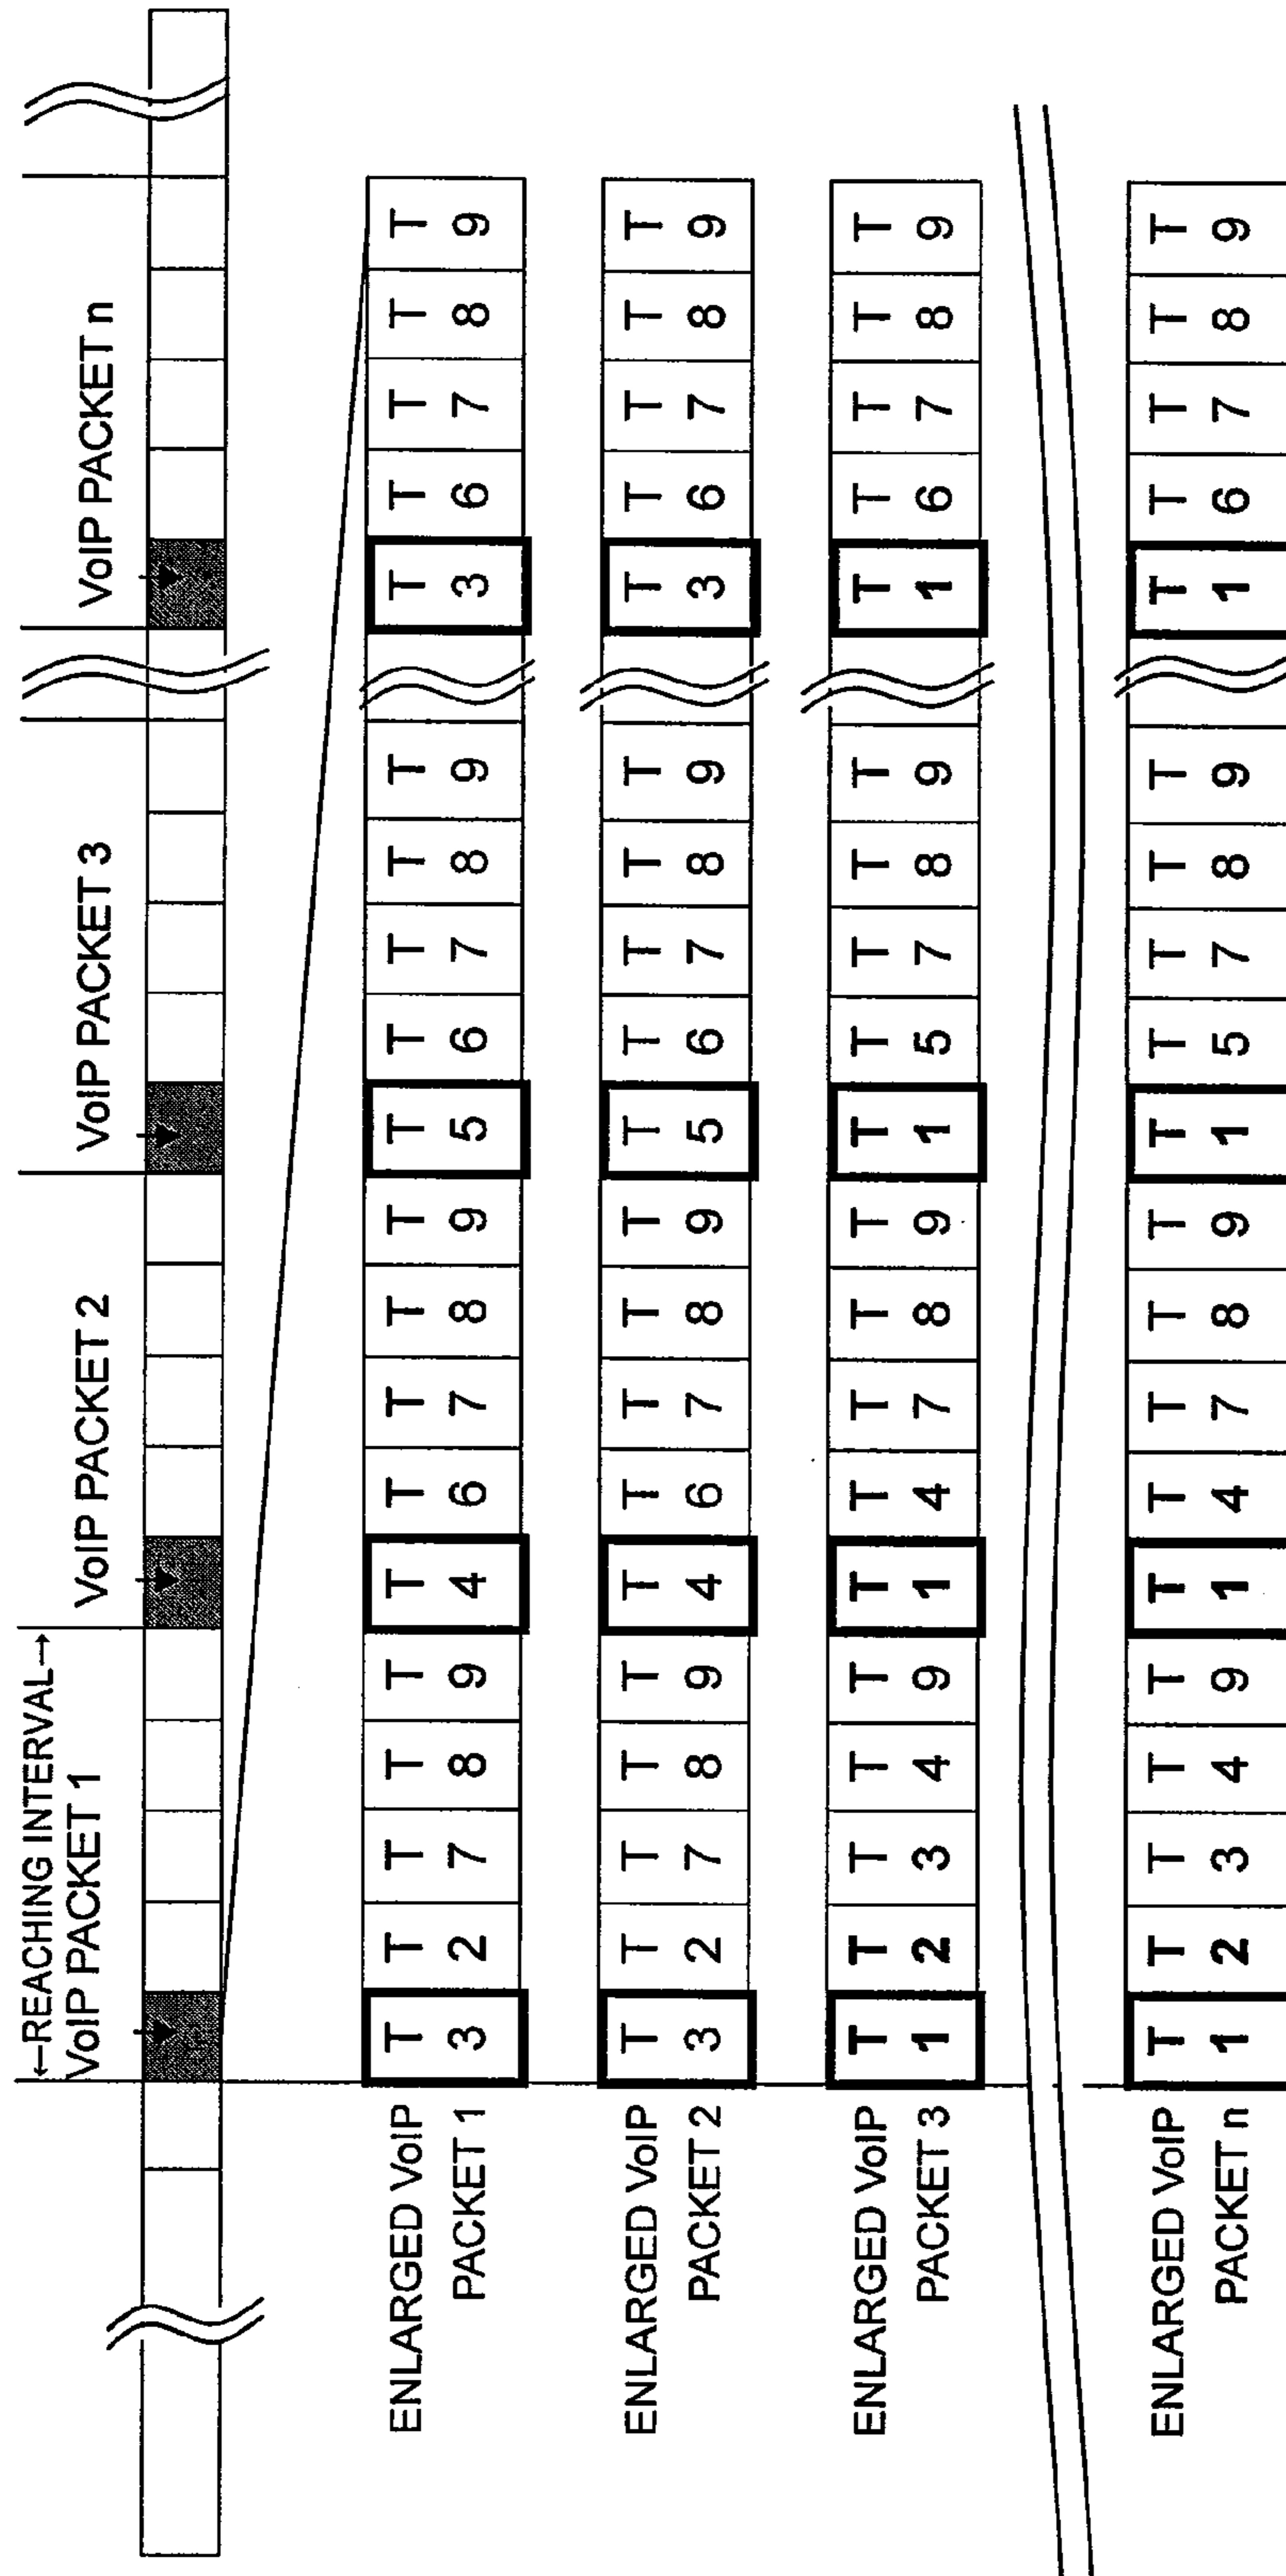 ←REACHING INTERVAL→
VoIP PACKET 1
VoIP PACKET 2
VoIP PACKET 3
VoIP PACKET n
ENLARGED VoIP
PACKET 1
T T T T T T T T T T T T T T T T T T T T
3 2 7 8 9 4 6 7 8 9 5 6 7 8 9 3 6 7 8 9
ENLARGED VoIP
PACKET 2
T T T T T T T T T T T T T T T T T T T T
3 2 7 8 9 4 6 7 8 9 5 6 7 8 9 3 6 7 8 9
ENLARGED VoIP
PACKET 3
T T T T T T T T T T T T T T T T T T T T
1 2 3 4 9 1 4 7 8 9 1 5 7 8 9 1 6 7 8 9
ENLARGED VoIP
PACKET n
T T T T T T T T T T T T T T T T T T T T
1 2 3 4 9 1 4 7 8 9 1 5 7 8 9 1 6 7 8 9